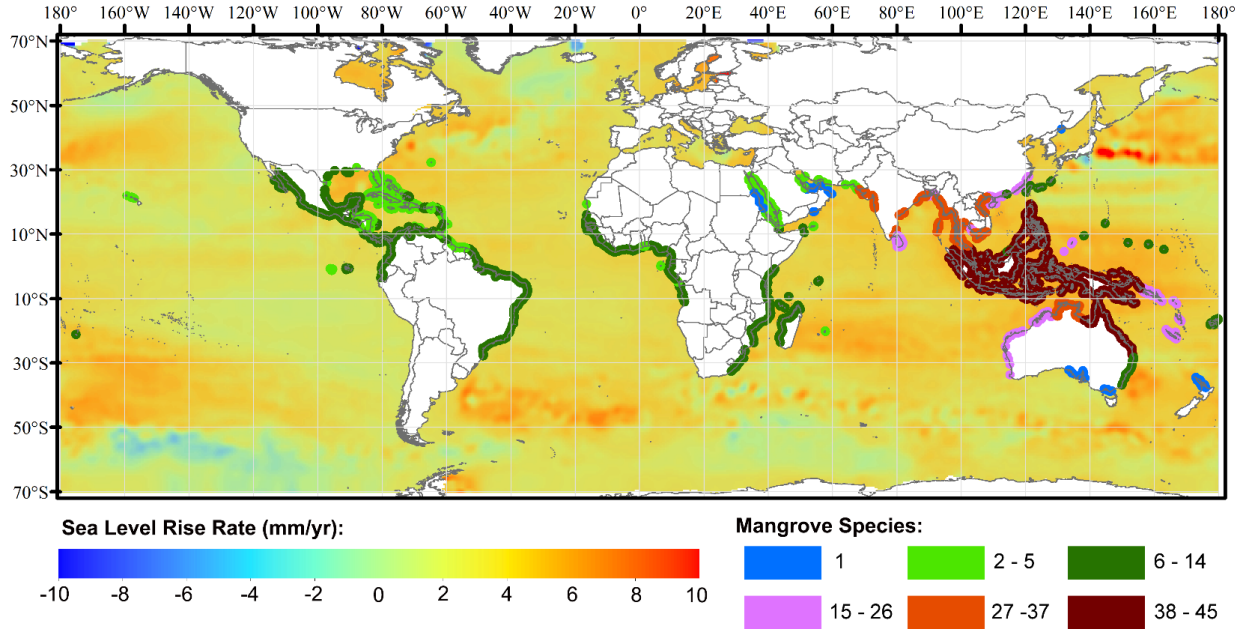 180° 160°W 140°W 120°W 100°W 80°W 60°W 40°W 20°W 0° 20°E 40°E 60°E 80°E 100°E 120°E 140°E 160°E 180°
70°N
50°N
30°N
10°N
10°S
30°S
50°S
70°S
Sea Level Rise Rate (mm/yr):
-10 -8 -6 -4 -2 0 2 4 6 8 10
Mangrove Species:
1 2 - 5 6 - 14
15 - 26 27 -37 38 - 45